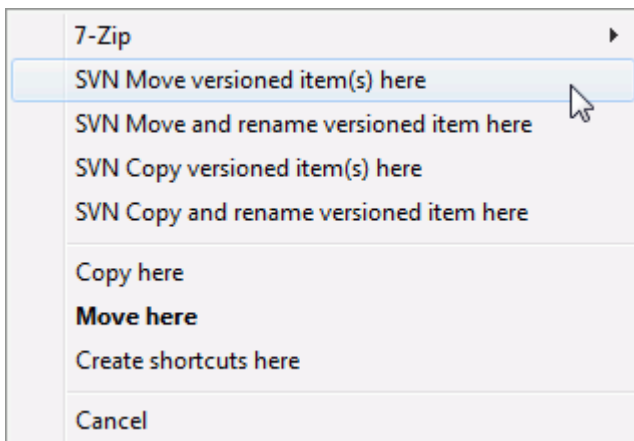 7-Zip
SVN Move versioned item(s) here
SVN Move and rename versioned item here
SVN Copy versioned item(s) here
SVN Copy and rename versioned item here
Copy here
Move here
Create shortcuts here
Cancel